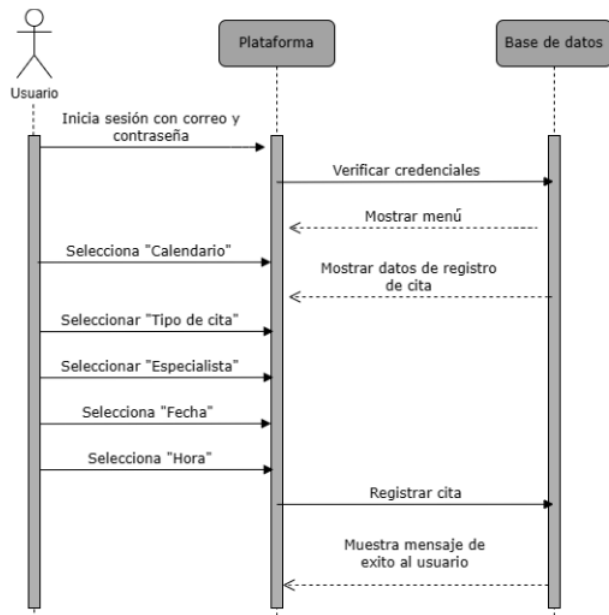 Plataforma
Base de datos
Usuario
Inicia sesión con correo y
contraseña
Verificar credenciales
Mostrar menú
Selecciona "Calendario"
Mostrar datos de registro
de cita
Seleccionar "Tipo de cita"
Seleccionar "Especialista"
Selecciona "Fecha"
Selecciona "Hora"
Registrar cita
Muestra mensaje de
exito al usuario